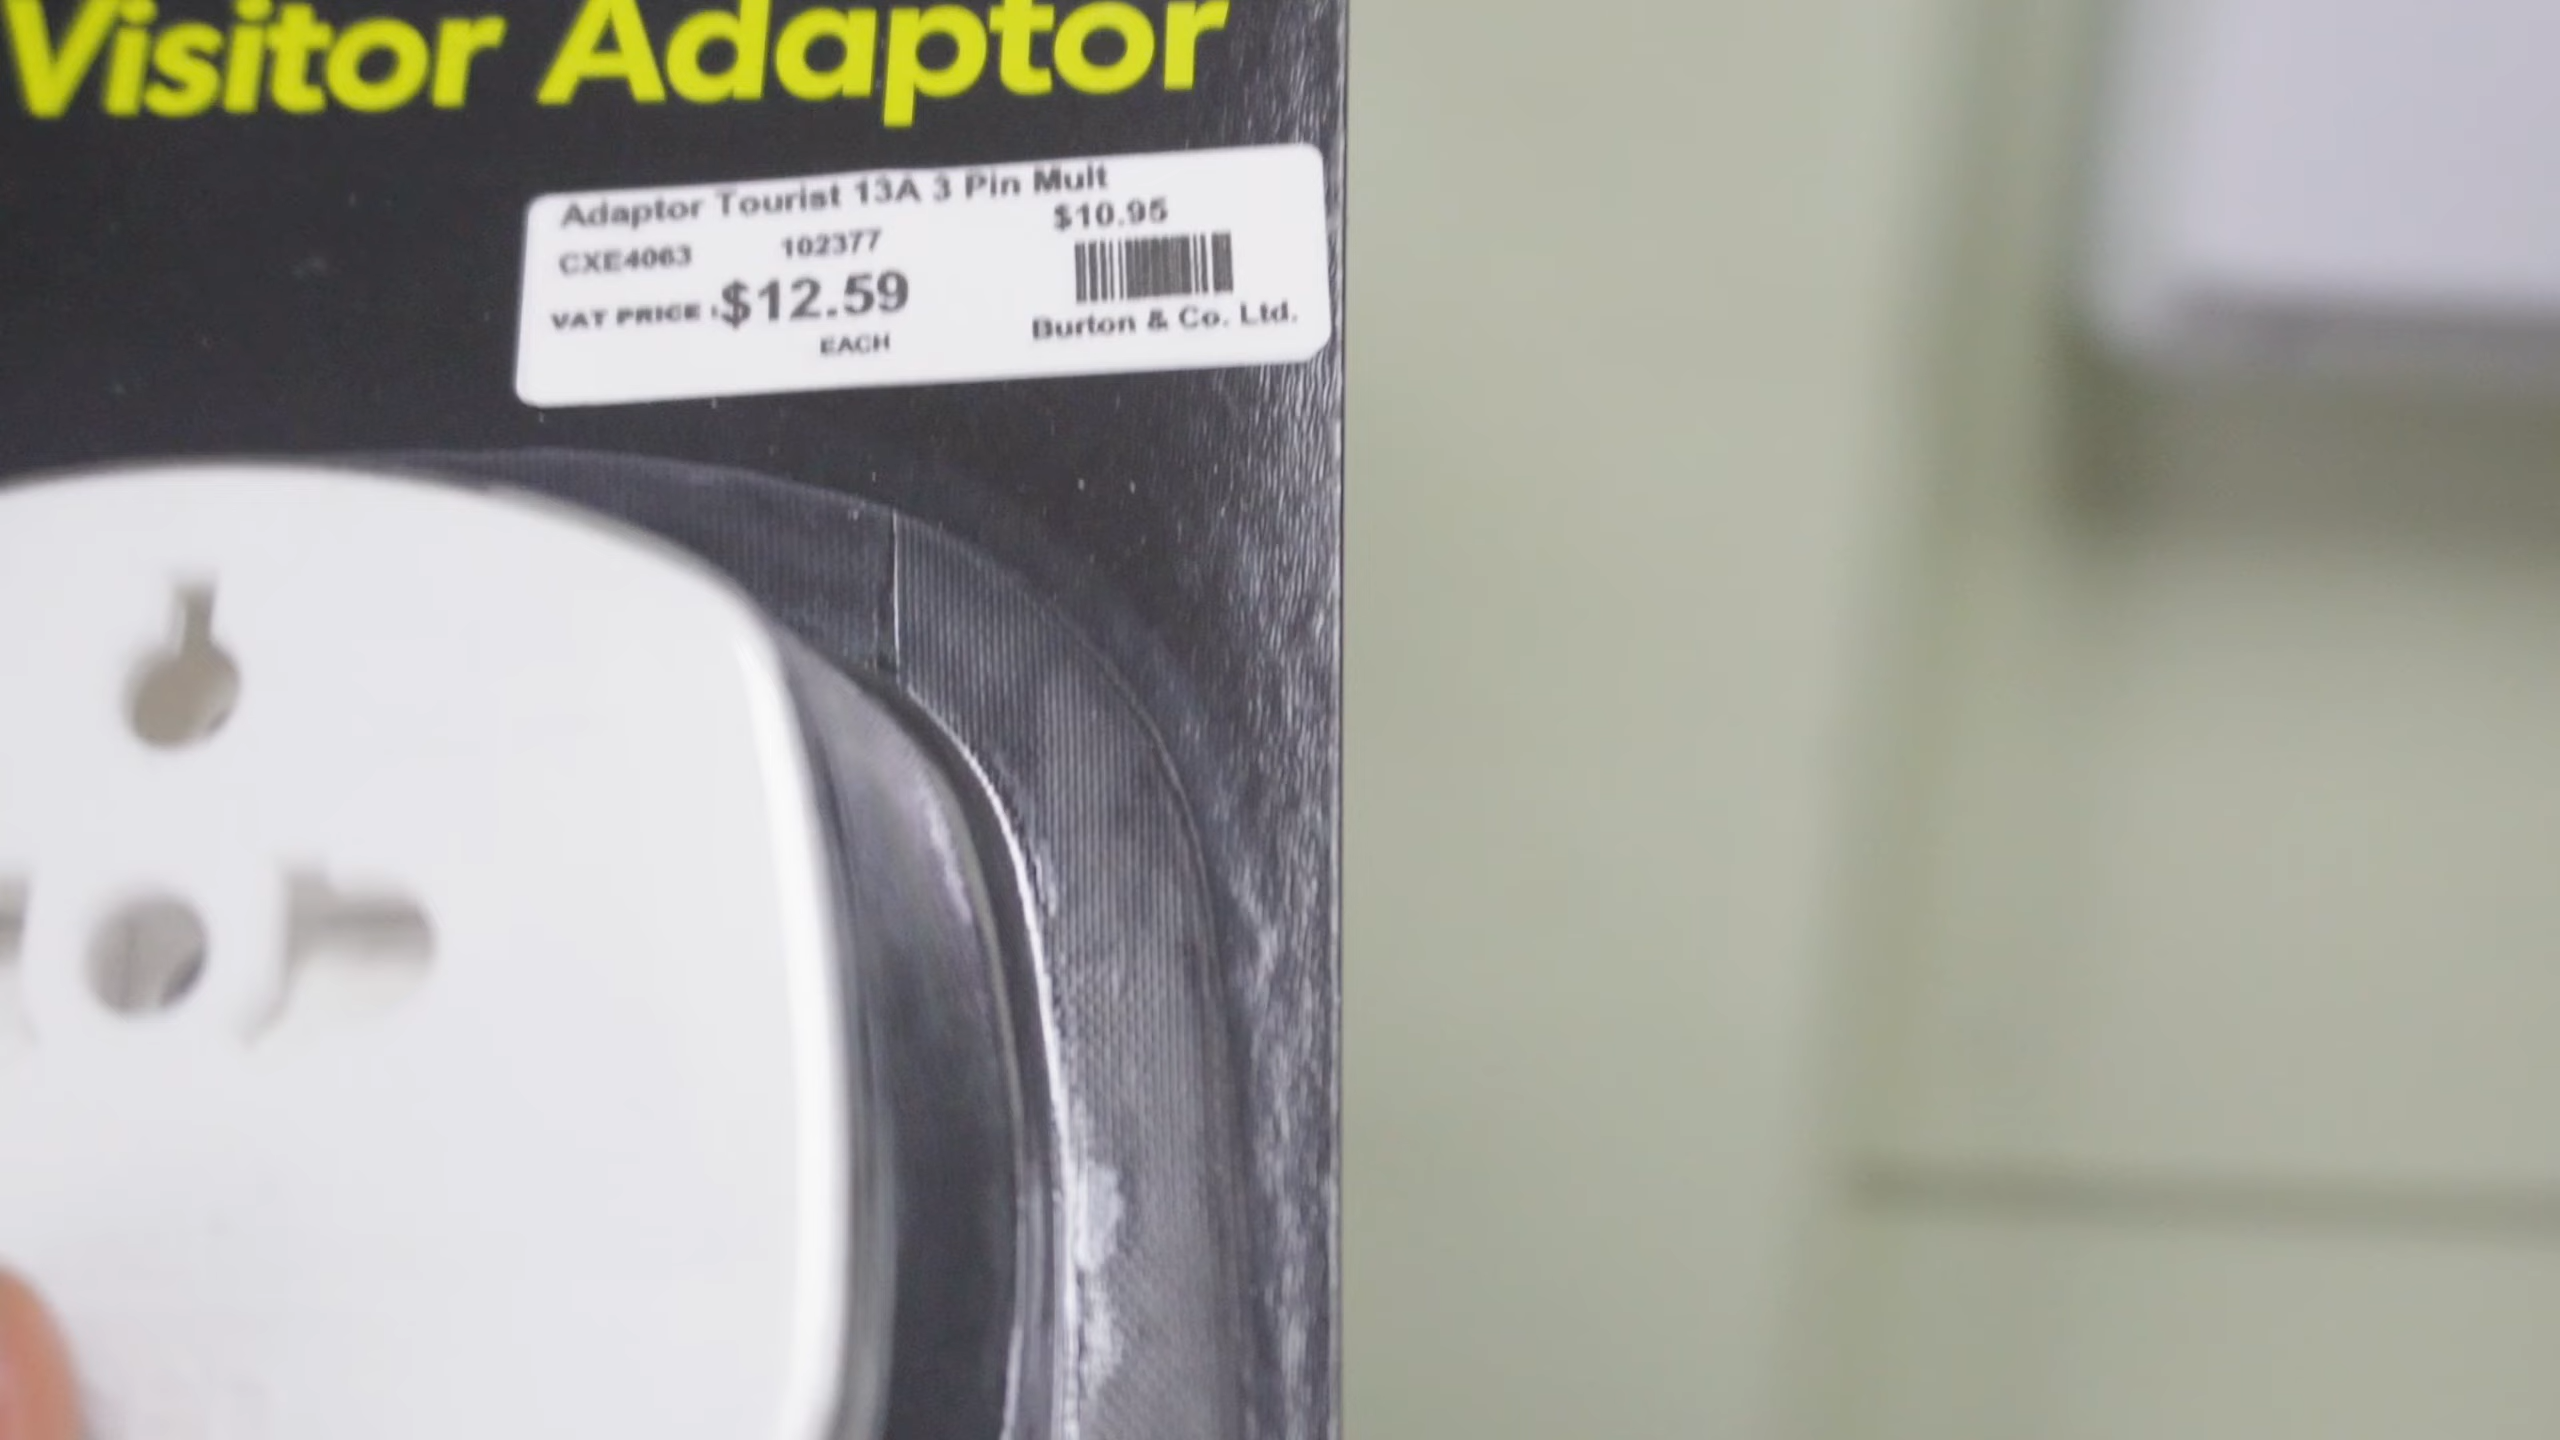 Visitor Adaptor
Adaptor Tourist 13A 3 Pin Mult
$10.95
CXE4063 102377
VAT PRICE : $12.59
EACH
Burton & Co. Ltd.